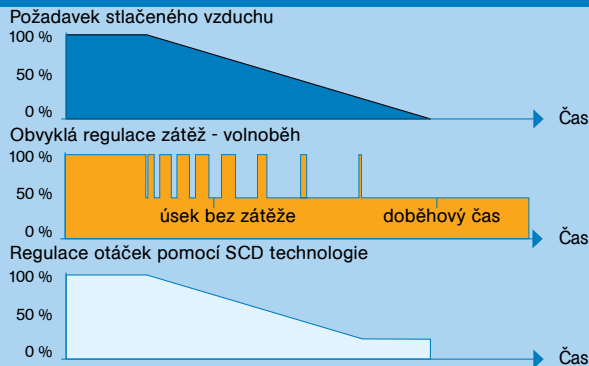 Požadavek stlačeného vzduchu
100 %
50 %
0 %
Čas
Obvyklá regulace zátěž - volnoběh
100 %
50 %
úsek bez zátěže doběhový čas
0 %
Čas
Regulace otáček pomocí SCD technologie
100 %
50 %
0 %
Čas